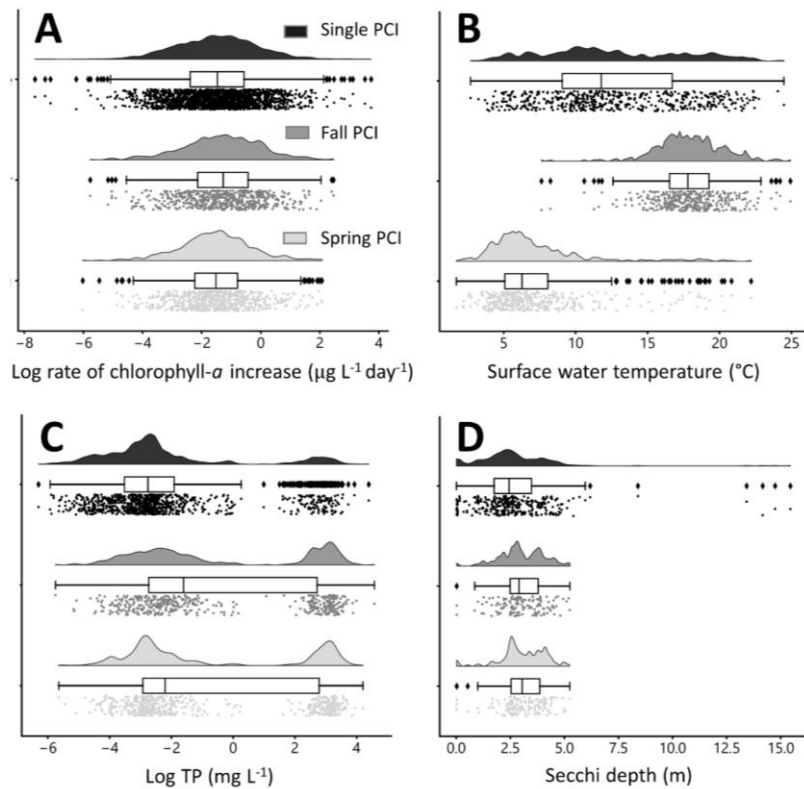 A
Single PCI
Fall PCI
Spring PCI
−8 −6 −4 −2 0 2 4
Log rate of chlorophyll-a increase (µg L⁻¹ day⁻¹)
B
5 10 15 20 25
Surface water temperature (°C)
C
−6 −4 −2 0 2 4
Log TP (mg L⁻¹)
D
0.0 2.5 5.0 7.5 10.0 12.5 15.0
Secchi depth (m)